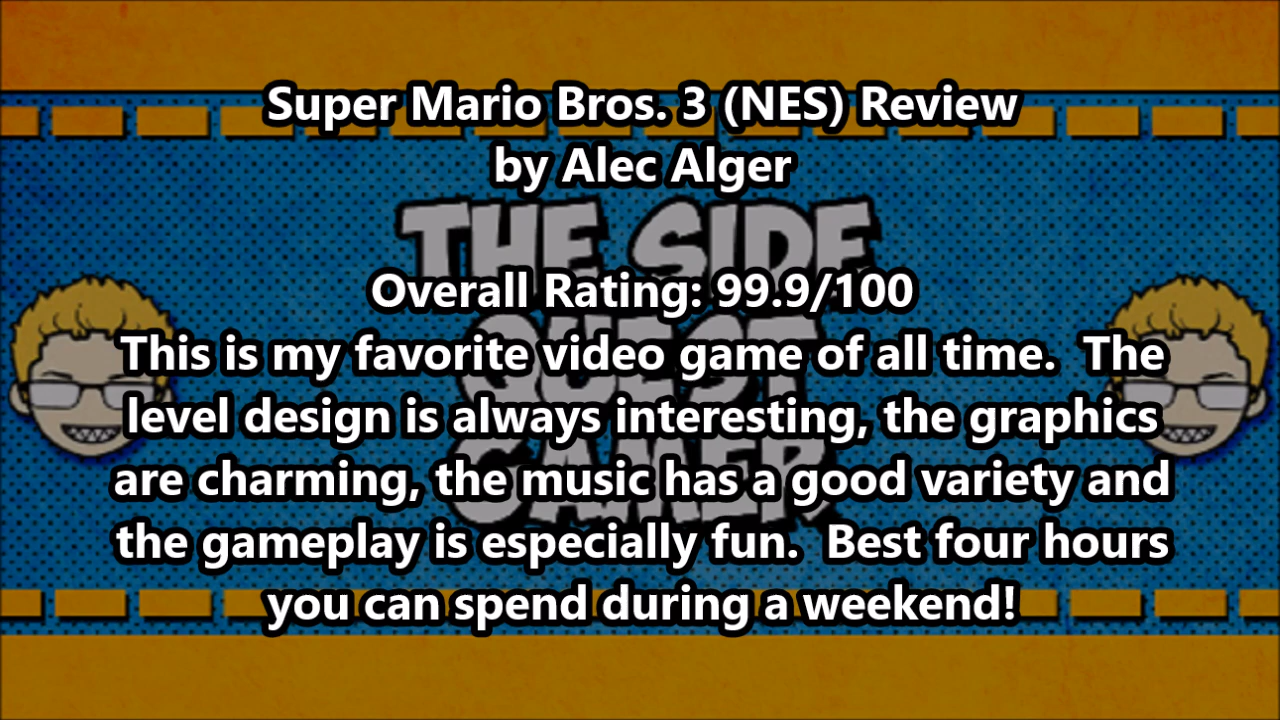 Super Mario Bros. 3 (NES) Review
by Alec Alger
THE SIDE
Overall Rating: 99.9/100
QUEST
This is my favorite video game of all time.  The
level design is always interesting, the graphics
GAMER
are charming, the music has a good variety and
the gameplay is especially fun.  Best four hours
you can spend during a weekend!